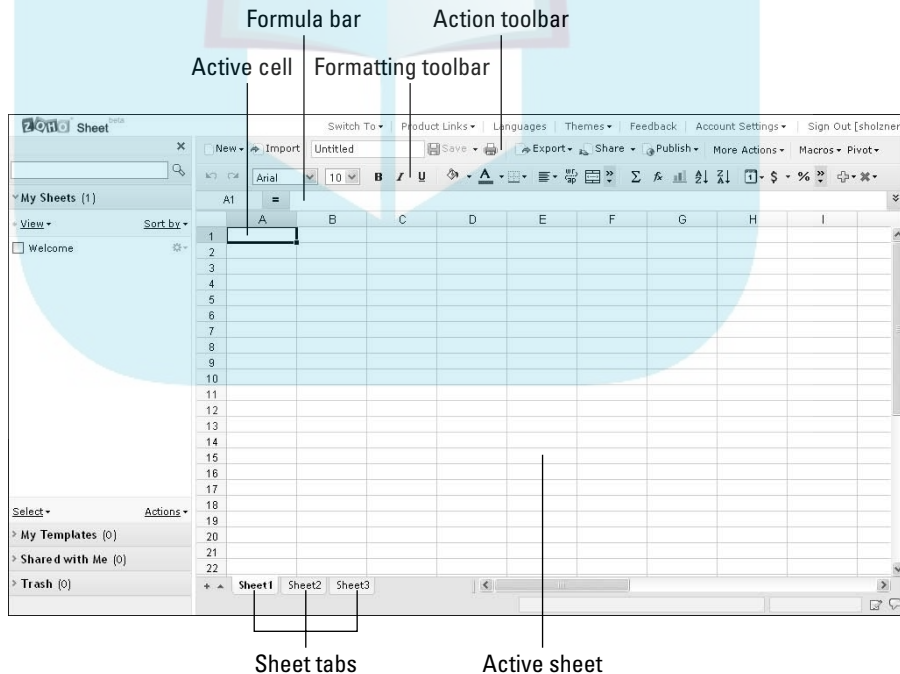 Formula bar Action toolbar
Active cell Formatting toolbar
ZOHO Sheet beta
Switch To Product Links Languages Themes Feedback Account Settings Sign Out [sholzner
New Import Untitled Save Export Share Publish More Actions Macros Pivot
Arial 10 B I U Σ fx $ %
My Sheets (1)
A1 =
View Sort by
A B C D E F G H I
Welcome
1
2
3
4
5
6
7
8
9
10
11
12
13
14
15
16
17
18
19
20
21
22
Select Actions
My Templates (0)
Shared with Me (0)
Trash (0)
Sheet1 Sheet2 Sheet3
Sheet tabs Active sheet